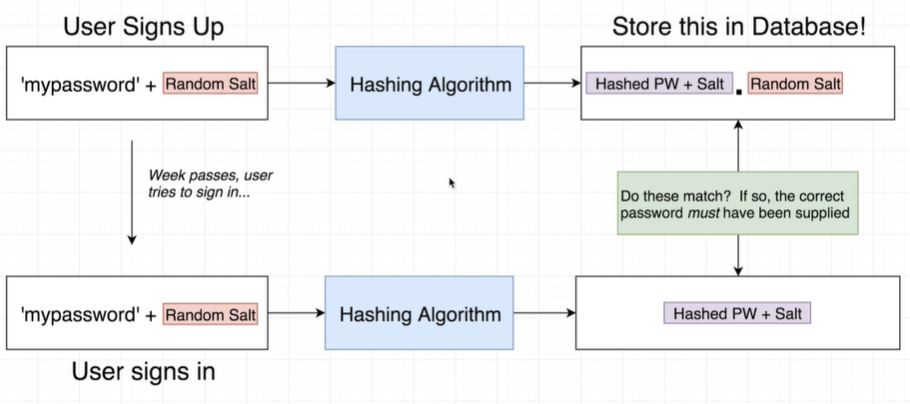 User Signs Up
Store this in Database!
'mypassword' + Random Salt
Hashing Algorithm
Hashed PW + Salt . Random Salt
Week passes, user
tries to sign in...
Do these match? If so, the correct
password must have been supplied
'mypassword' + Random Salt
Hashing Algorithm
Hashed PW + Salt
User signs in